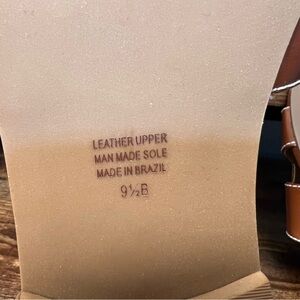 LEATHER UPPER
MAN MADE SOLE
MADE IN BRAZIL
9½B